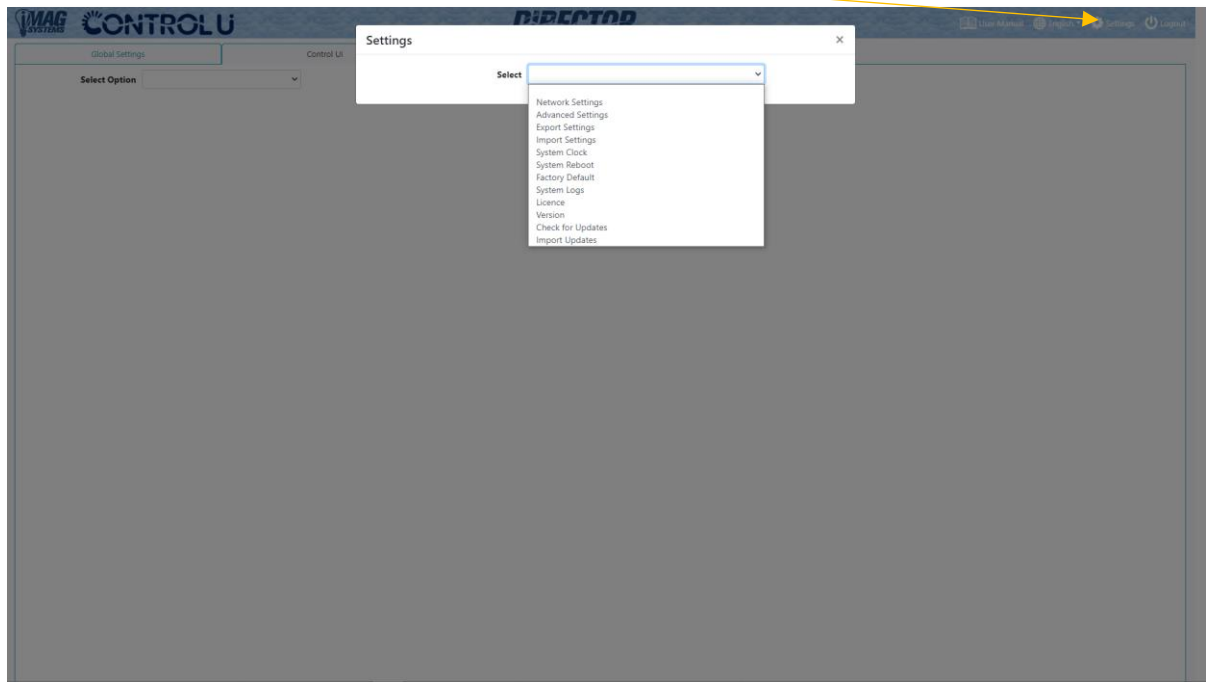 IMAG SYSTEMS CONTROLU DIRECTOR User Manual English Settings Logout
Settings ×
Global Settings Control Ui
Select Option
Select
Network Settings
Advanced Settings
Export Settings
Import Settings
System Clock
System Reboot
Factory Default
System Logs
Licence
Version
Check for Updates
Import Updates